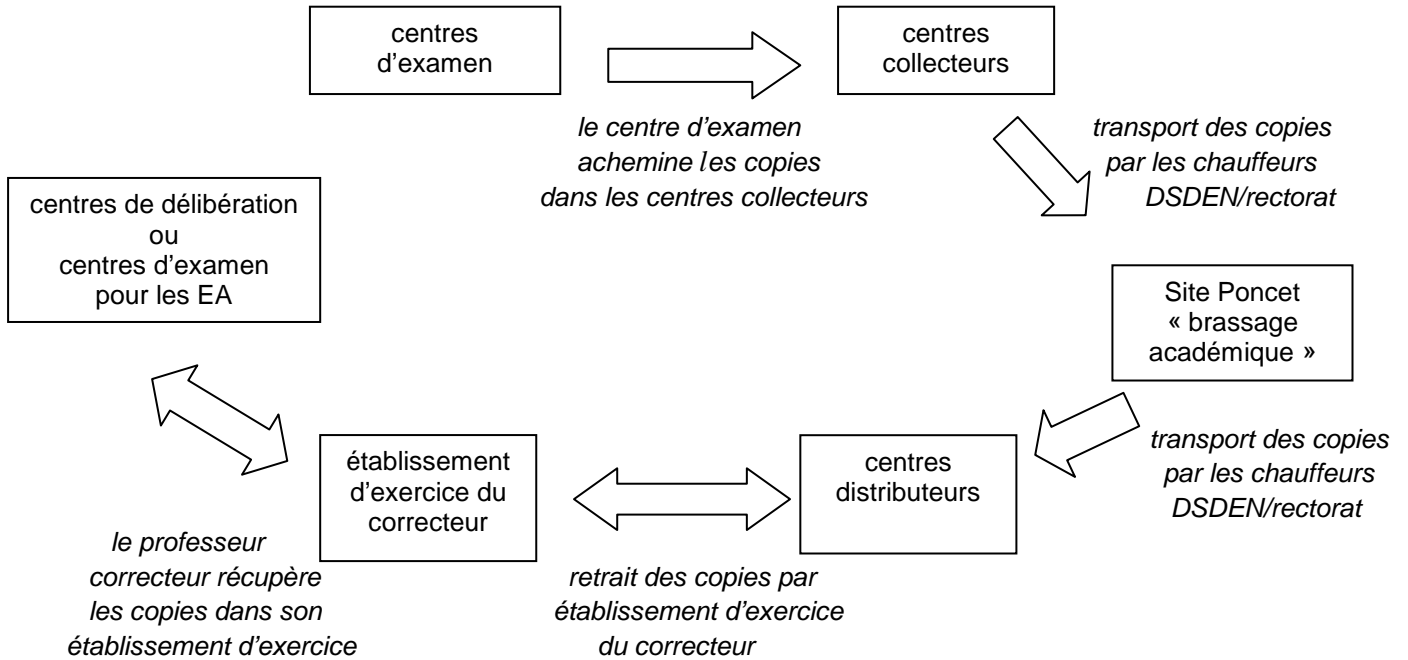 centres
d'examen
centres
collecteurs
le centre d'examen
achemine les copies
dans les centres collecteurs
transport des copies
par les chauffeurs
DSDEN/rectorat
centres de délibération
ou
centres d'examen
pour les EA
Site Poncet
« brassage
académique »
transport des copies
par les chauffeurs
DSDEN/rectorat
centres
distributeurs
établissement
d'exercice du
correcteur
retrait des copies par
établissement d'exercice
du correcteur
le professeur
correcteur récupère
les copies dans son
établissement d'exercice